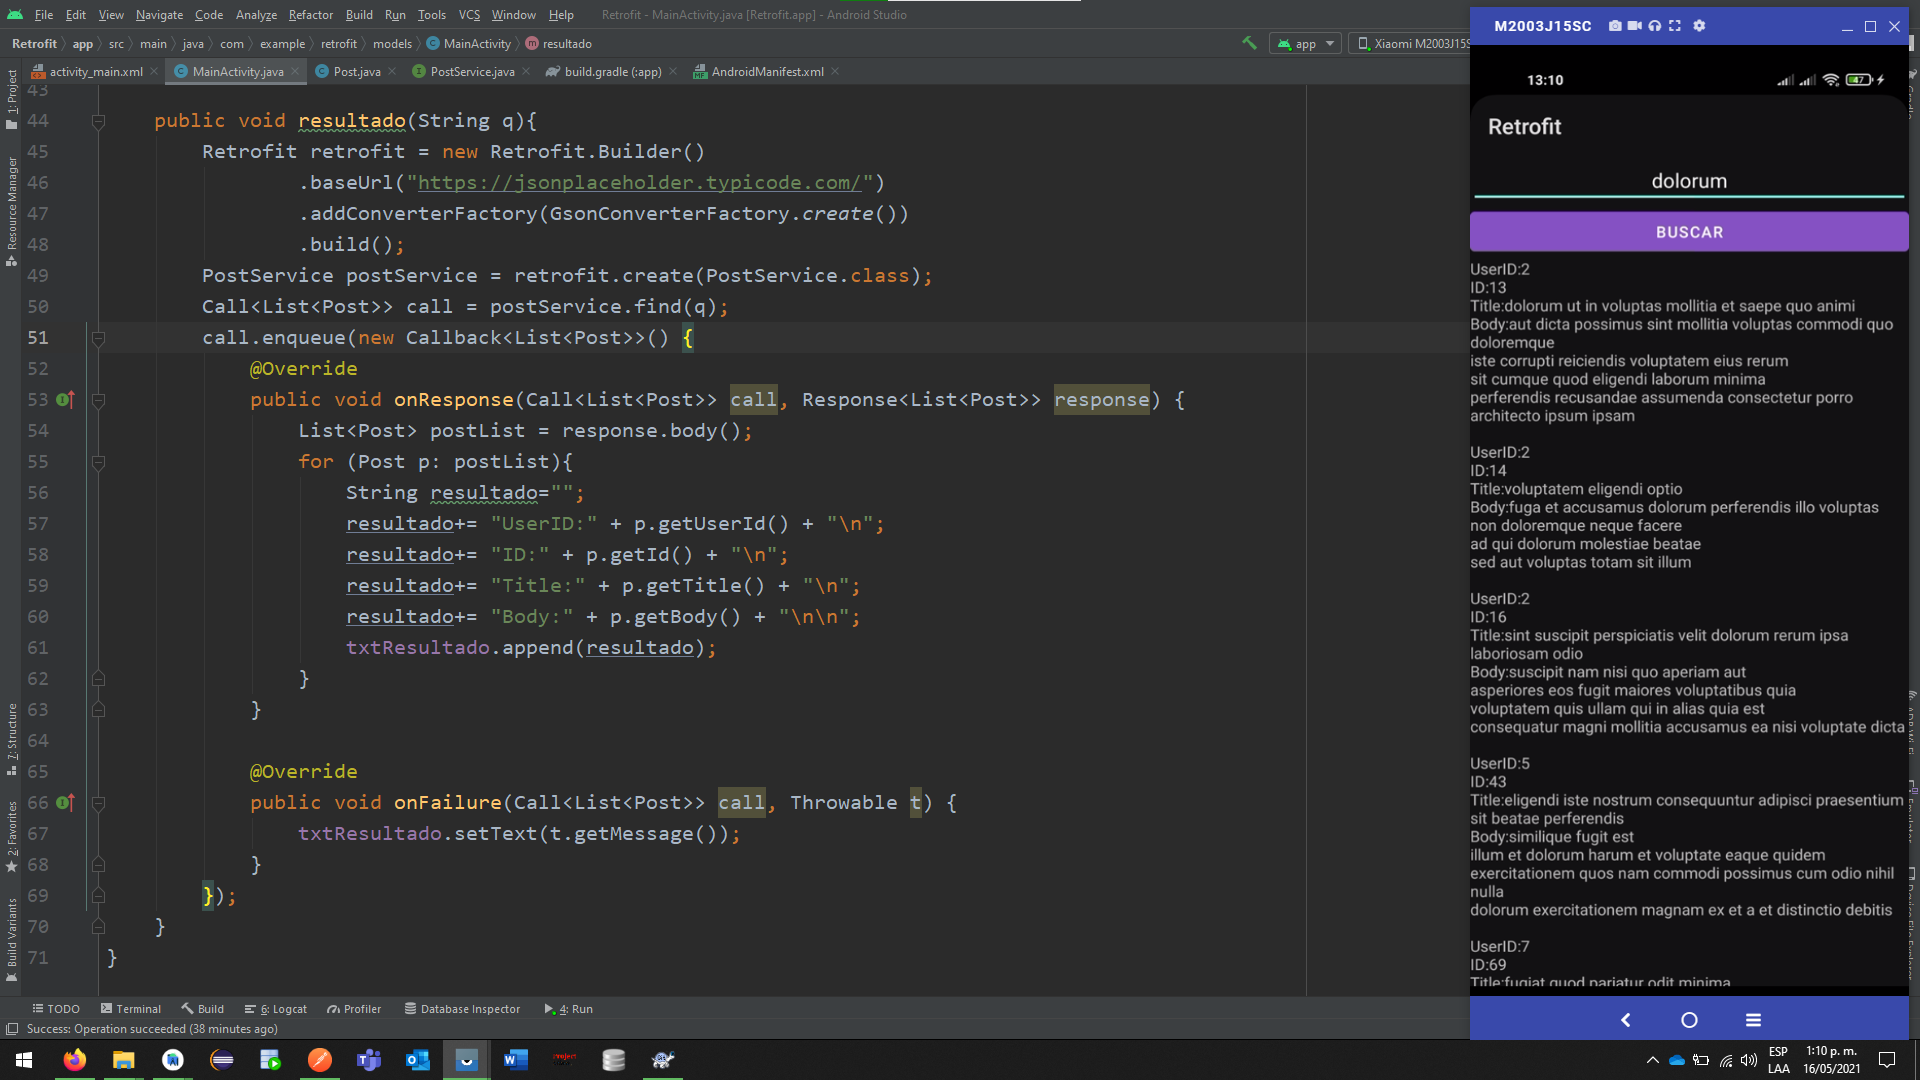 File Edit View Navigate Code Analyze Refactor Build Run Tools VCS Window Help Retrofit - MainActivity.java [Retrofit.app] - Android Studio
Retrofit app src main java com example retrofit models MainActivity resultado app Xiaomi M2003J15S
activity_main.xml MainActivity.java Post.java PostService.java build.gradle (:app) AndroidManifest.xml
1: Project
Resource Manager
7: Structure
2: Favorites
Build Variants
43
44 public void resultado(String q){
45 Retrofit retrofit = new Retrofit.Builder()
46 .baseUrl("https://jsonplaceholder.typicode.com/")
47 .addConverterFactory(GsonConverterFactory.create())
48 .build();
49 PostService postService = retrofit.create(PostService.class);
50 Call<List<Post>> call = postService.find(q);
51 call.enqueue(new Callback<List<Post>>() {
52 @Override
53 public void onResponse(Call<List<Post>> call, Response<List<Post>> response) {
54 List<Post> postList = response.body();
55 for (Post p: postList){
56 String resultado="";
57 resultado+= "UserID:" + p.getUserId() + "\n";
58 resultado+= "ID:" + p.getId() + "\n";
59 resultado+= "Title:" + p.getTitle() + "\n";
60 resultado+= "Body:" + p.getBody() + "\n\n";
61 txtResultado.append(resultado);
62 }
63 }
64
65 @Override
66 public void onFailure(Call<List<Post>> call, Throwable t) {
67 txtResultado.setText(t.getMessage());
68 }
69 });
70 }
71 }
TODO Terminal Build 6: Logcat Profiler Database Inspector 4: Run
Success: Operation succeeded (38 minutes ago)
M2003J15SC
13:10 47
Retrofit
dolorum
BUSCAR
UserID:2
ID:13
Title:dolorum ut in voluptas mollitia et saepe quo animi
Body:aut dicta possimus sint mollitia voluptas commodi quo
doloremque
iste corrupti reiciendis voluptatem eius rerum
sit cumque quod eligendi laborum minima
perferendis recusandae assumenda consectetur porro
architecto ipsum ipsam
UserID:2
ID:14
Title:voluptatem eligendi optio
Body:fuga et accusamus dolorum perferendis illo voluptas
non doloremque neque facere
ad qui dolorum molestiae beatae
sed aut voluptas totam sit illum
UserID:2
ID:16
Title:sint suscipit perspiciatis velit dolorum rerum ipsa
laboriosam odio
Body:suscipit nam nisi quo aperiam aut
asperiores eos fugit maiores voluptatibus quia
voluptatem quis ullam qui in alias quia est
consequatur magni mollitia accusamus ea nisi voluptate dicta
UserID:5
ID:43
Title:eligendi iste nostrum consequuntur adipisci praesentium
sit beatae perferendis
Body:similique fugit est
illum et dolorum harum et voluptate eaque quidem
exercitationem quos nam commodi possimus cum odio nihil
nulla
dolorum exercitationem magnam ex et a et distinctio debitis
UserID:7
ID:69
Title:fugiat quod pariatur odit minima
ESP
LAA
1:10 p. m.
16/05/2021